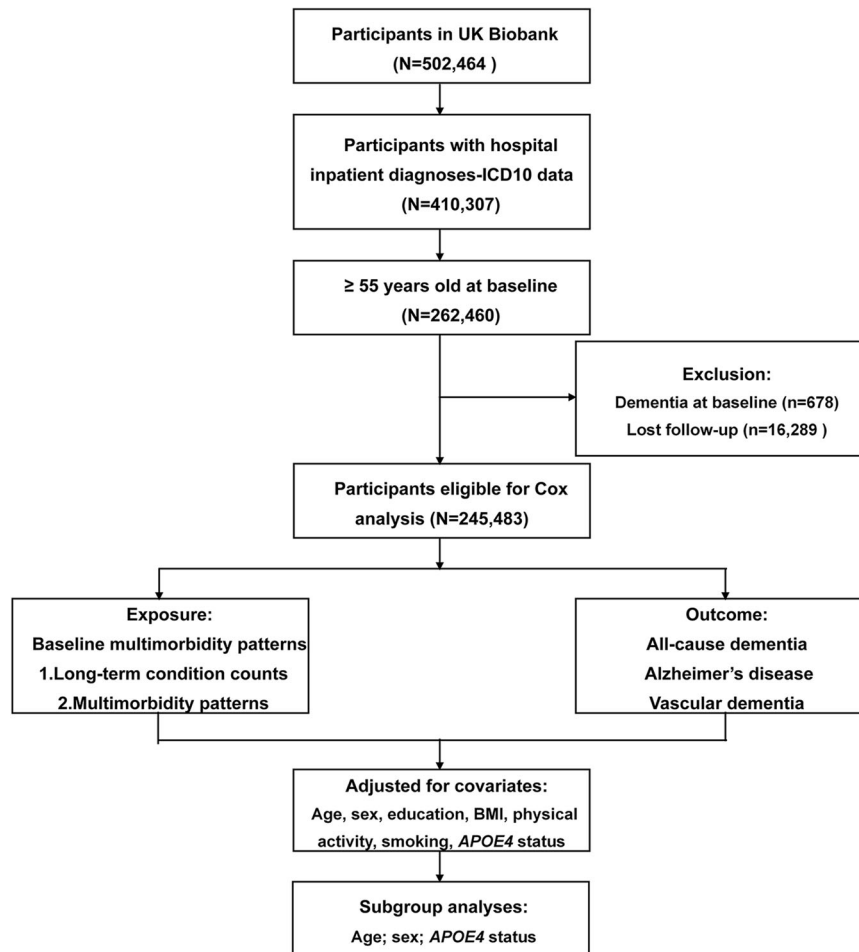 Participants in UK Biobank
(N=502,464 )
Participants with hospital
inpatient diagnoses-ICD10 data
(N=410,307)
≥ 55 years old at baseline
(N=262,460)
Exclusion:
Dementia at baseline (n=678)
Lost follow-up (n=16,289 )
Participants eligible for Cox
analysis (N=245,483)
Exposure:
Baseline multimorbidity patterns
1.Long-term condition counts
2.Multimorbidity patterns
Outcome:
All-cause dementia
Alzheimer’s disease
Vascular dementia
Adjusted for covariates:
Age, sex, education, BMI, physical
activity, smoking, APOE4 status
Subgroup analyses:
Age; sex; APOE4 status